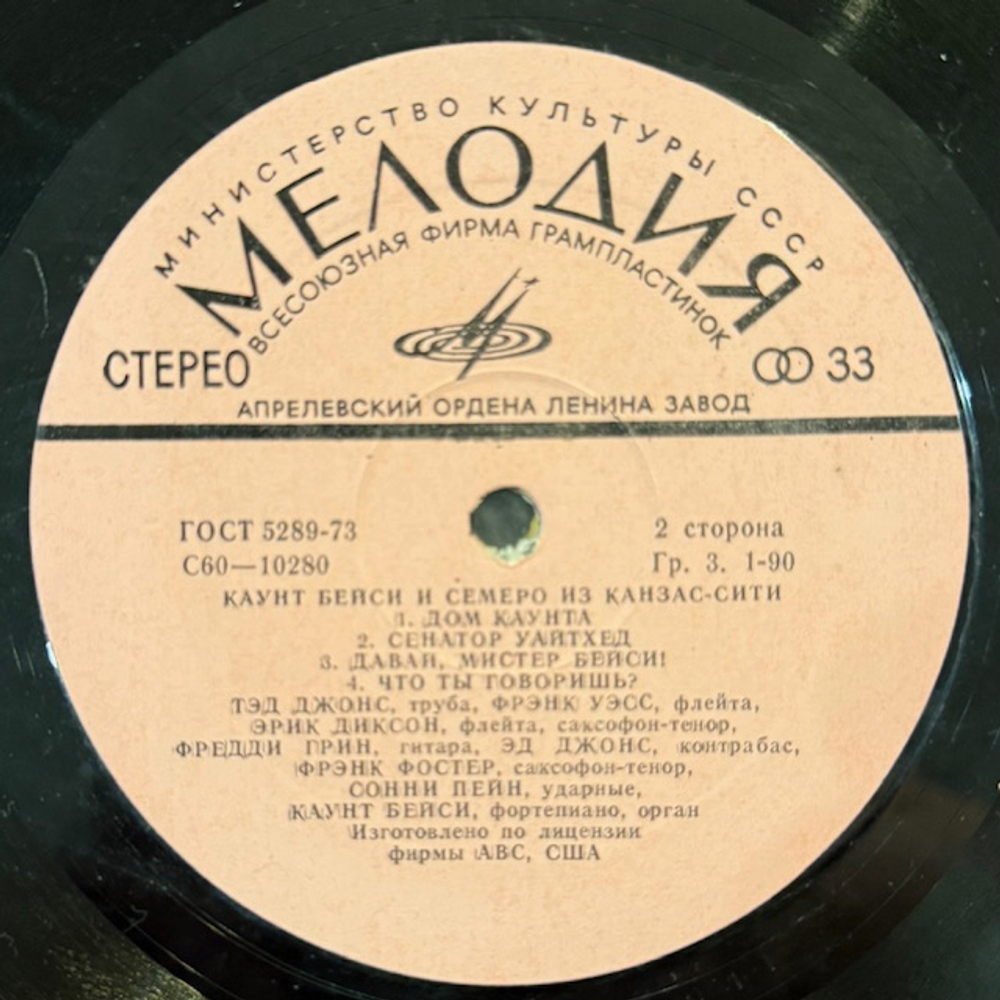 МИНИСТЕРСТВО КУЛЬТУРЫ СССР
МЕЛОДИЯ
ВСЕСОЮЗНАЯ ФИРМА ГРАМПЛАСТИНОК
СТЕРЕО
33
АПРЕЛЕВСКИЙ ОРДЕНА ЛЕНИНА ЗАВОД
ГОСТ 5289-73
2 сторона
С60—10280
Гр. 3. 1-90
КАУНТ БЕЙСИ И СЕМЕРО ИЗ КАНЗАС-СИТИ
1. ДОМ КАУНТА
2. СЕНАТОР УАЙТХЕД
3. ДАВАЙ, МИСТЕР БЕЙСИ!
4. ЧТО ТЫ ГОВОРИШЬ?
ТЭД ДЖОНС, труба, ФРЭНК УЭСС, флейта,
ЭРИК ДИКСОН, флейта, саксофон-тенор,
ФРЕДДИ ГРИН, гитара, ЭД ДЖОНС, контрабас,
ФРЭНК ФОСТЕР, саксофон-тенор,
СОННИ ПЕЙН, ударные,
КАУНТ БЕЙСИ, фортепиано, орган
Изготовлено по лицензии
фирмы АВС, США